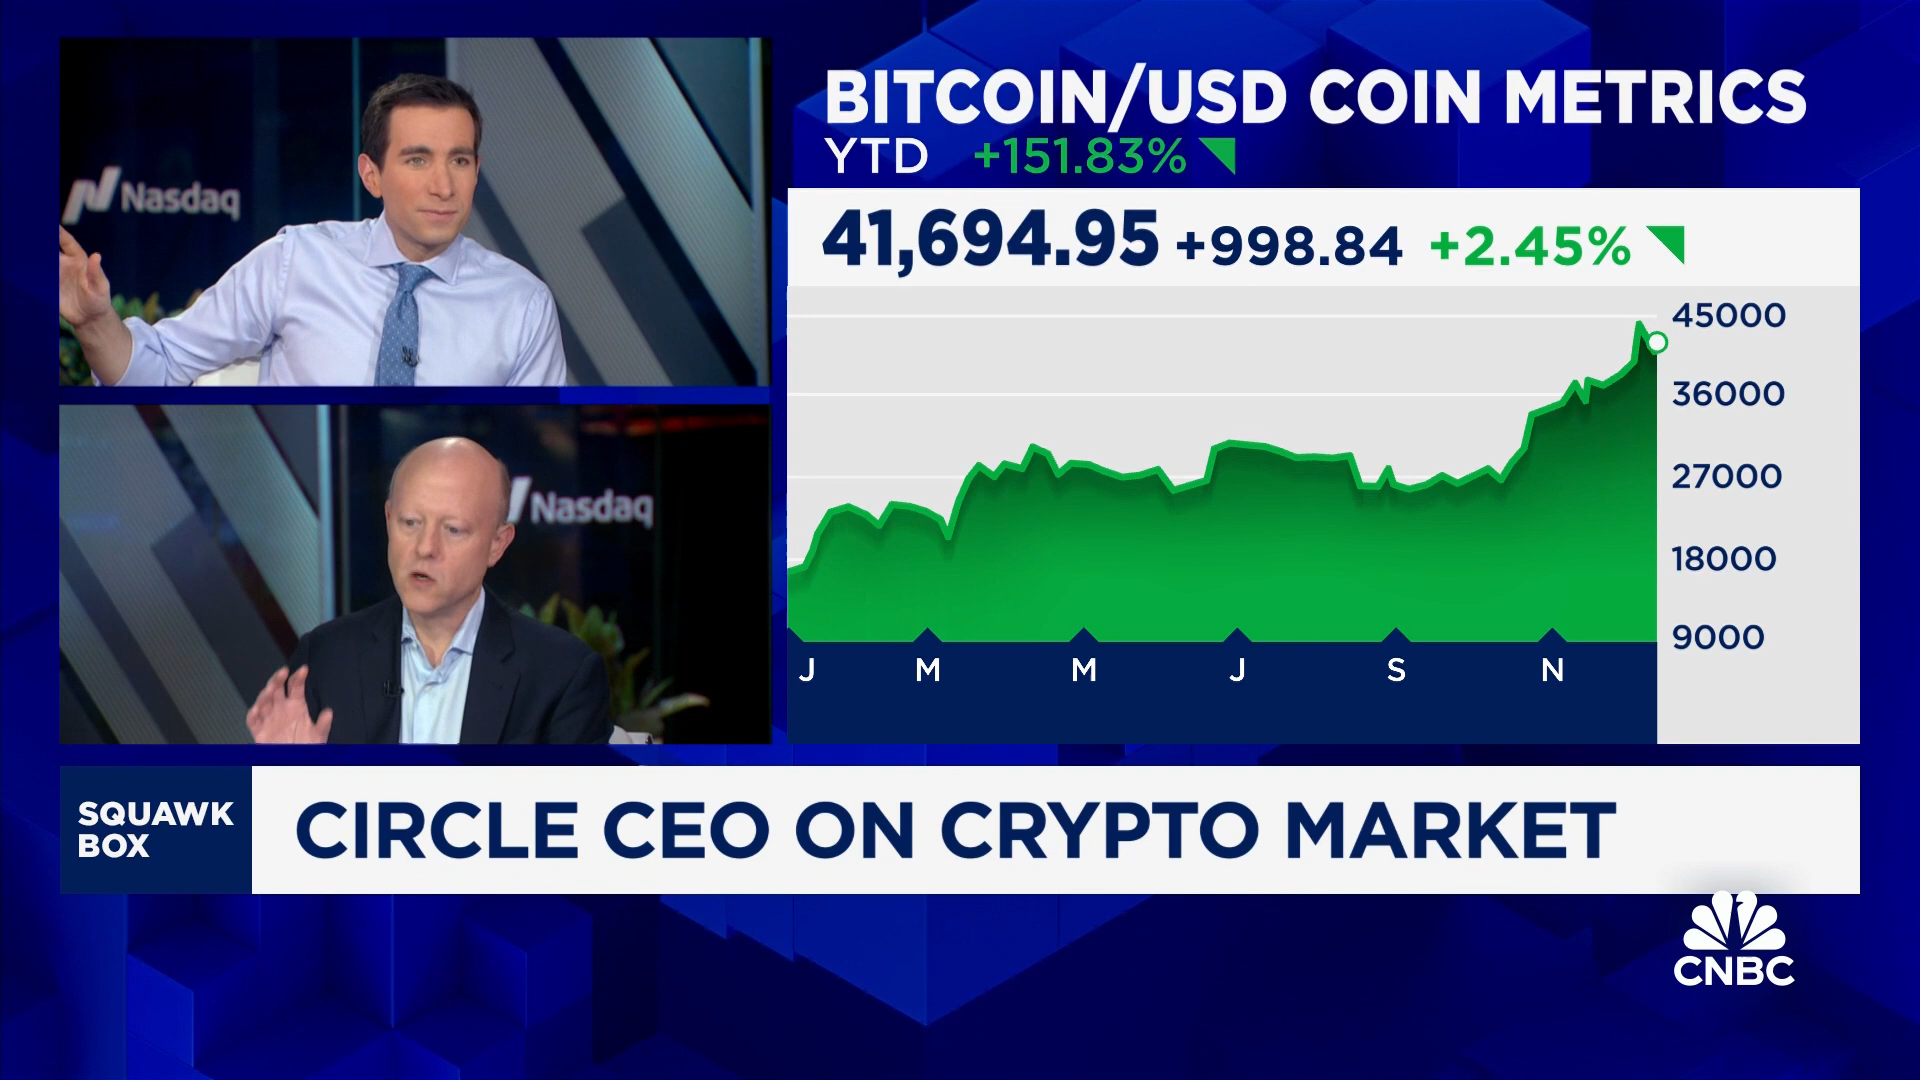 Nasdaq
Nasdaq
BITCOIN/USD COIN METRICS
YTD +151.83%
41,694.95 +998.84 +2.45%
45000
36000
27000
18000
9000
J M M J S N
SQUAWK
BOX
CIRCLE CEO ON CRYPTO MARKET
CNBC